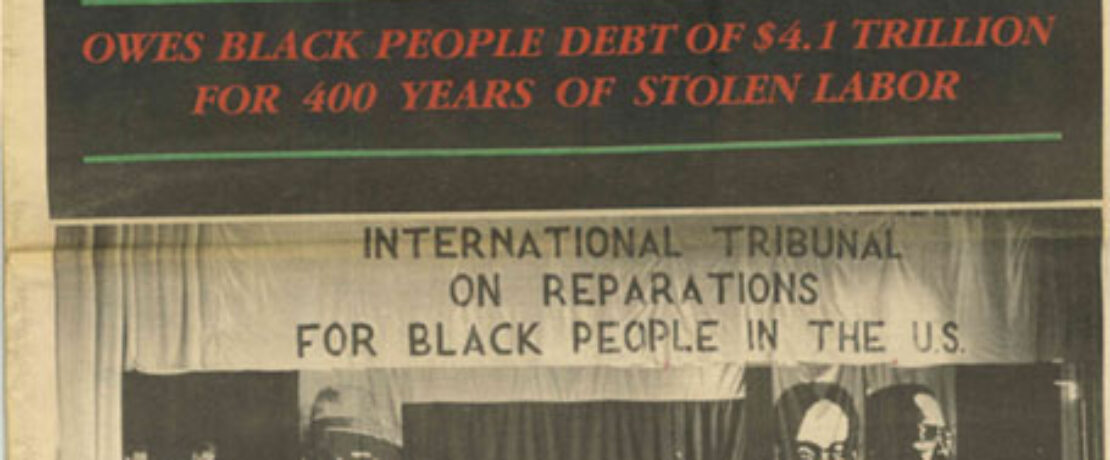 OWES BLACK PEOPLE DEBT OF $4.1 TRILLION
FOR 400 YEARS OF STOLEN LABOR
INTERNATIONAL TRIBUNAL
ON REPARATIONS
FOR BLACK PEOPLE IN THE U.S.